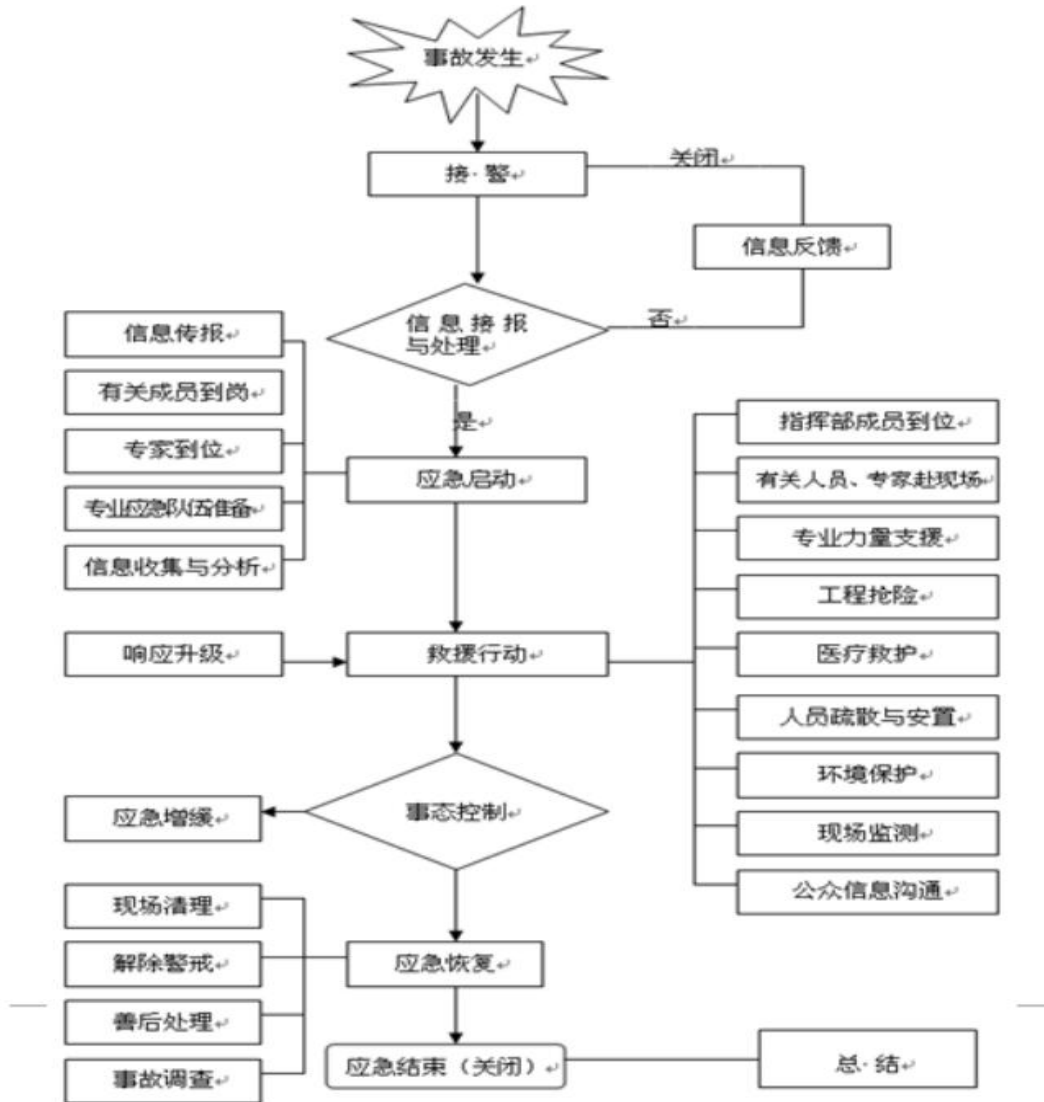 事故发生
接·警
关闭
信息反馈
信息接报
与处理
否
是
信息传报
有关成员到岗
专家到位
专业应急队伍准备
信息收集与分析
应急启动
指挥部成员到位
有关人员、专家赴现场
专业力量支援
工程抢险
医疗救护
人员疏散与安置
环境保护
现场监测
公众信息沟通
响应升级
救援行动
应急增缓
事态控制
现场清理
解除警戒
善后处理
事故调查
应急恢复
应急结束（关闭）
总·结